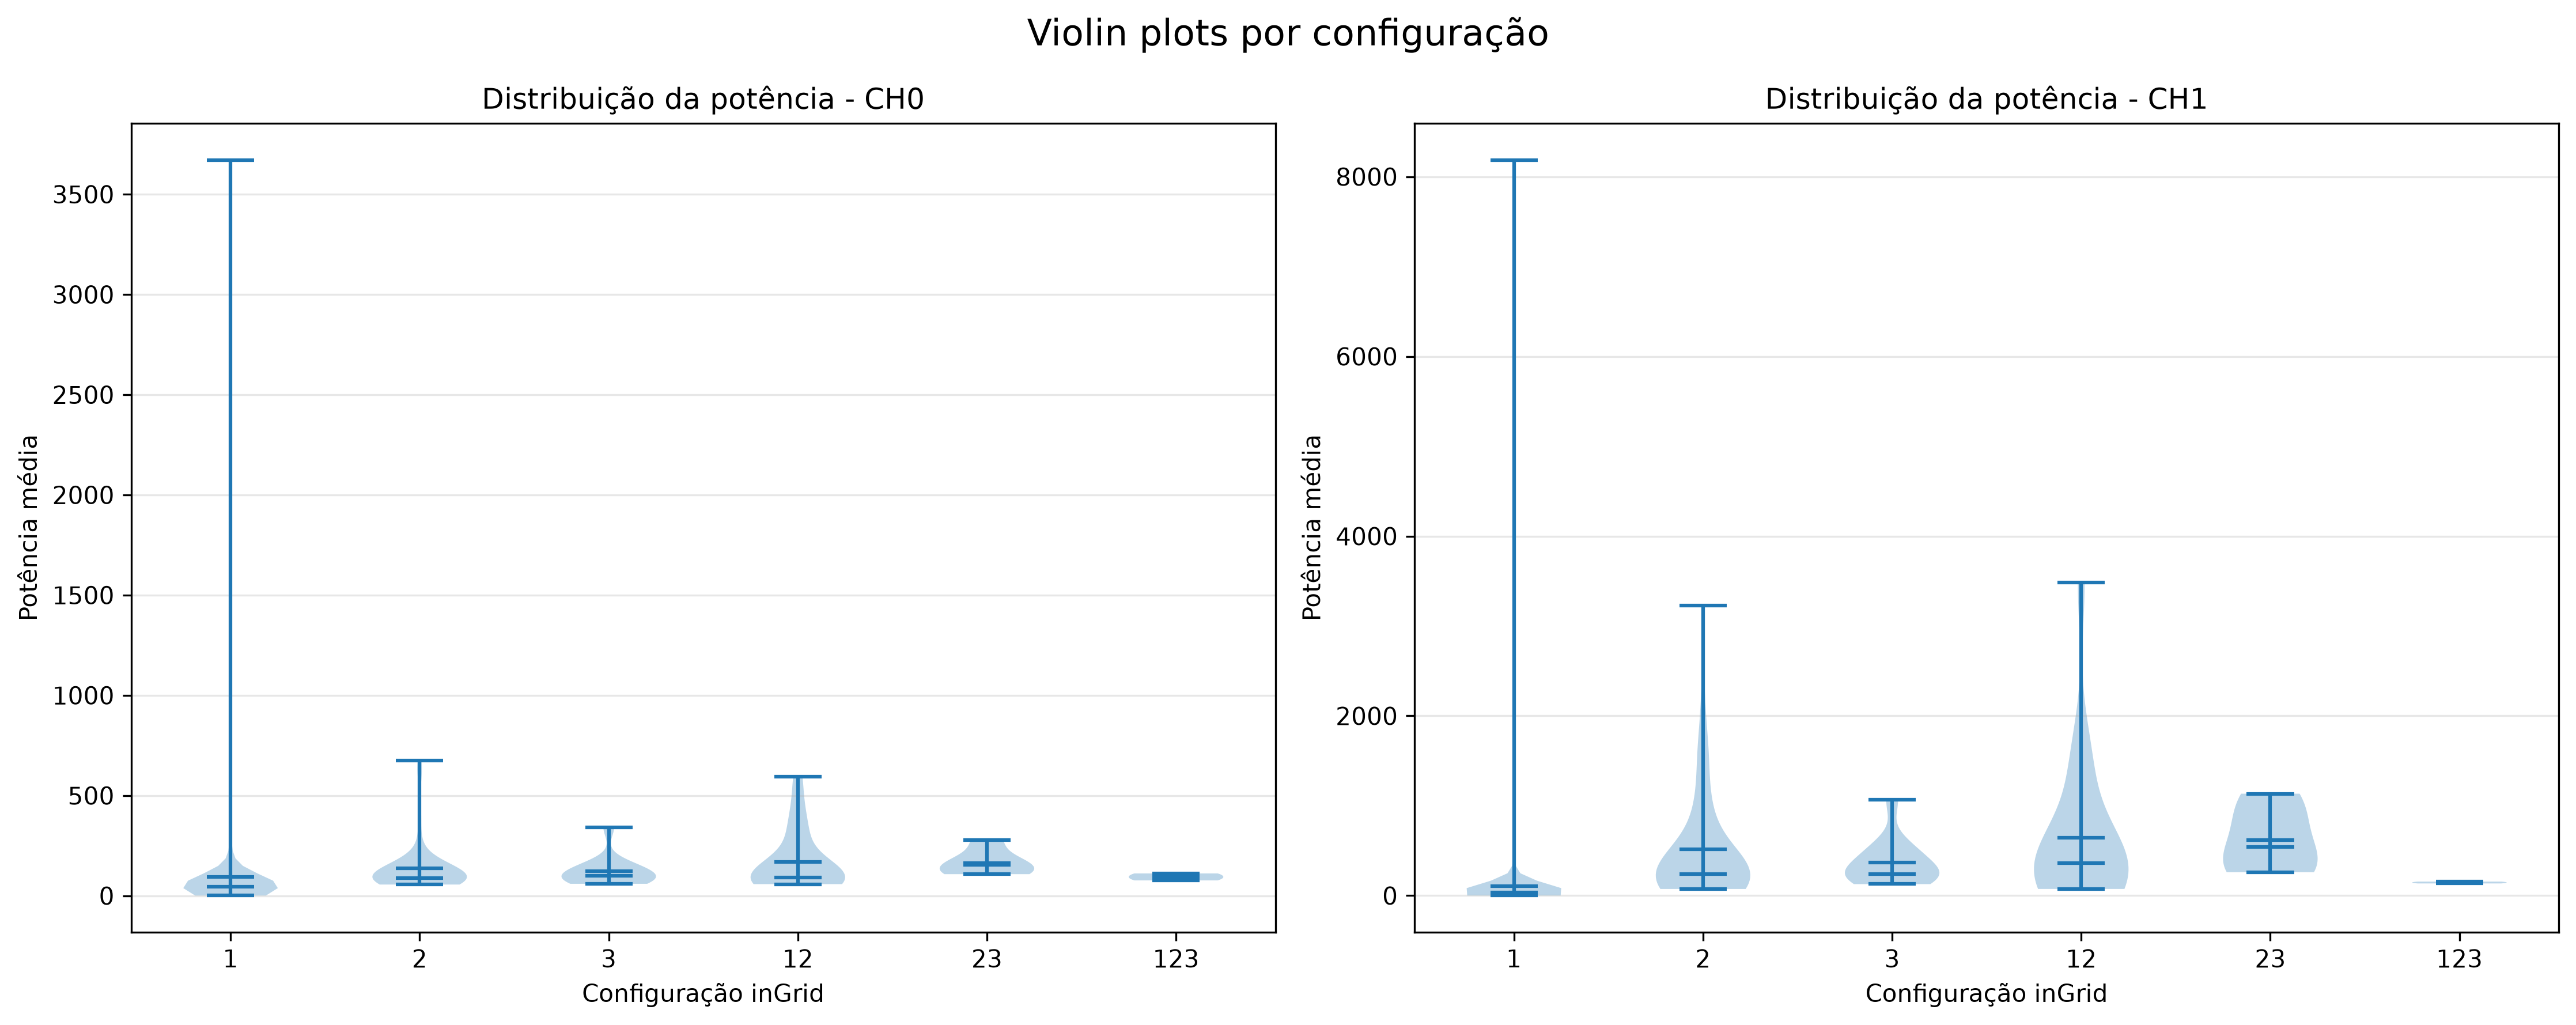 Violin plots por configuração
Distribuição da potência - CH0
Potência média
3500
3000
2500
2000
1500
1000
500
0
1 2 3 12 23 123
Configuração inGrid
Distribuição da potência - CH1
Potência média
8000
6000
4000
2000
0
1 2 3 12 23 123
Configuração inGrid